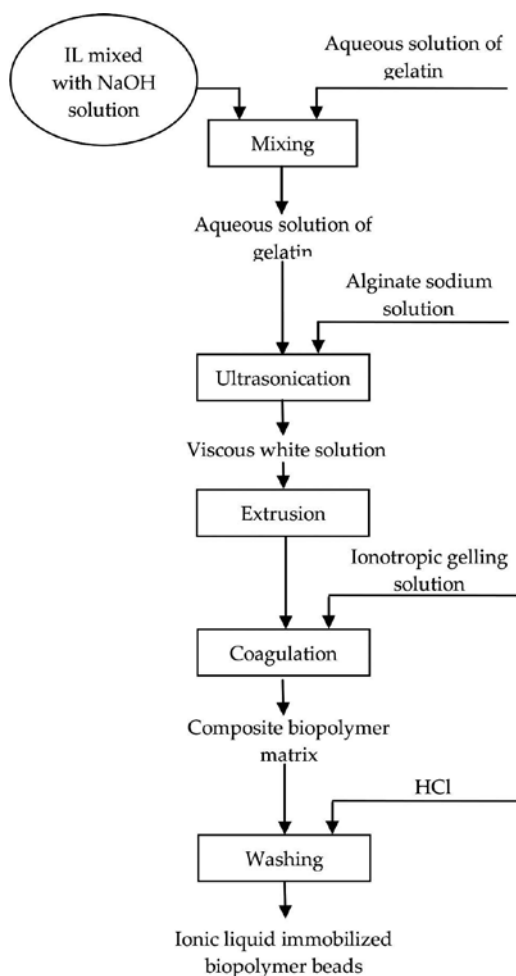 IL mixed
with NaOH
solution
Aqueous solution of
gelatin
Mixing
Aqueous solution of
gelatin
Alginate sodium
solution
Ultrasonication
Viscous white solution
Extrusion
Ionotropic gelling
solution
Coagulation
Composite biopolymer
matrix
HCl
Washing
Ionic liquid immobilized
biopolymer beads